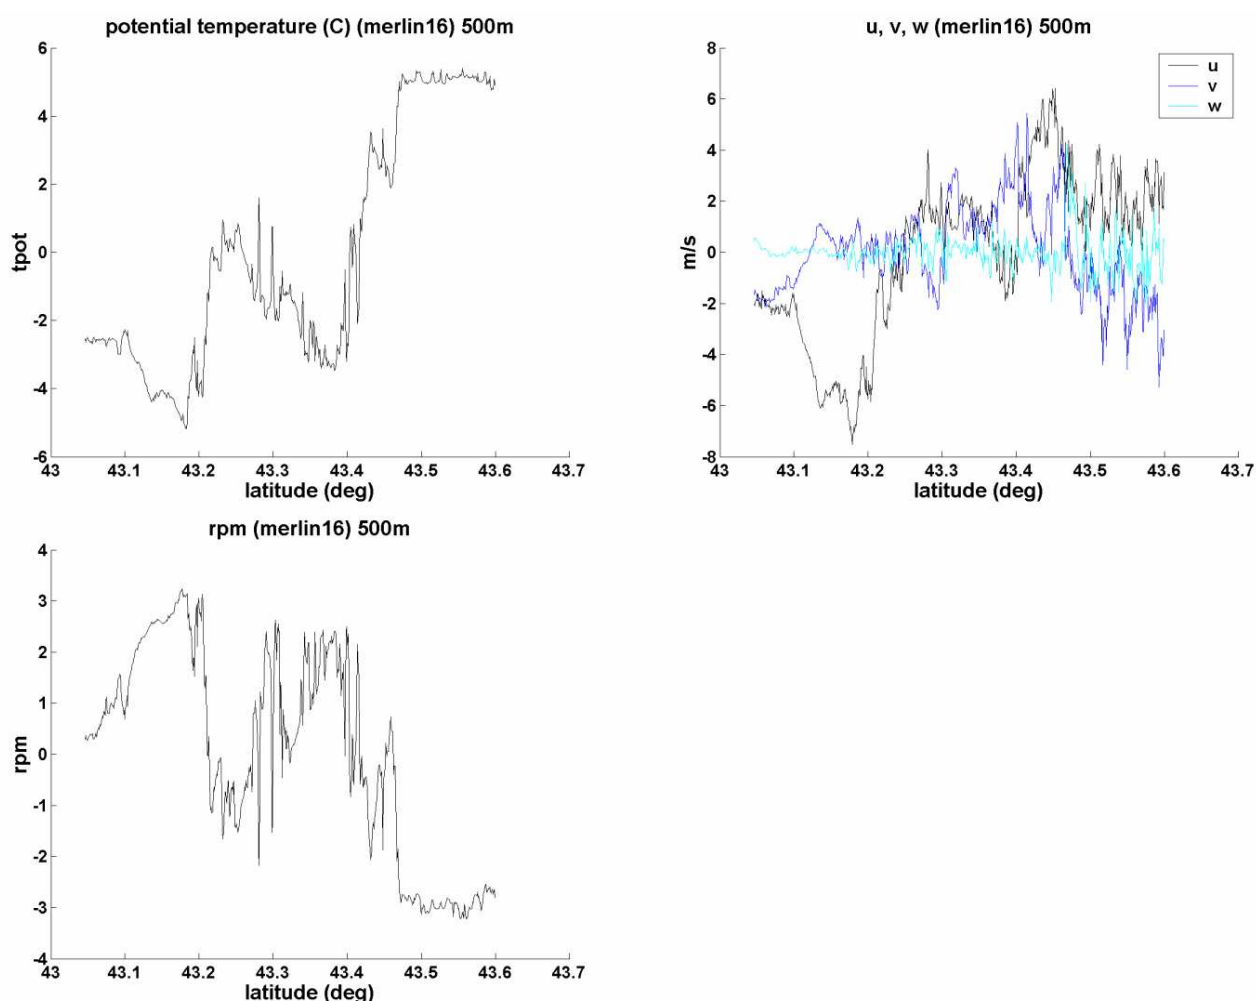 potential temperature (C) (merlin16) 500m
6
4
2
0
-2
-4
-6
tpot
43 43.1 43.2 43.3 43.4 43.5 43.6 43.7
latitude (deg)
u, v, w (merlin16) 500m
u
v
w
8
6
4
2
0
-2
-4
-6
-8
m/s
43 43.1 43.2 43.3 43.4 43.5 43.6 43.7
latitude (deg)
rpm (merlin16) 500m
4
3
2
1
0
-1
-2
-3
-4
rpm
43 43.1 43.2 43.3 43.4 43.5 43.6 43.7
latitude (deg)